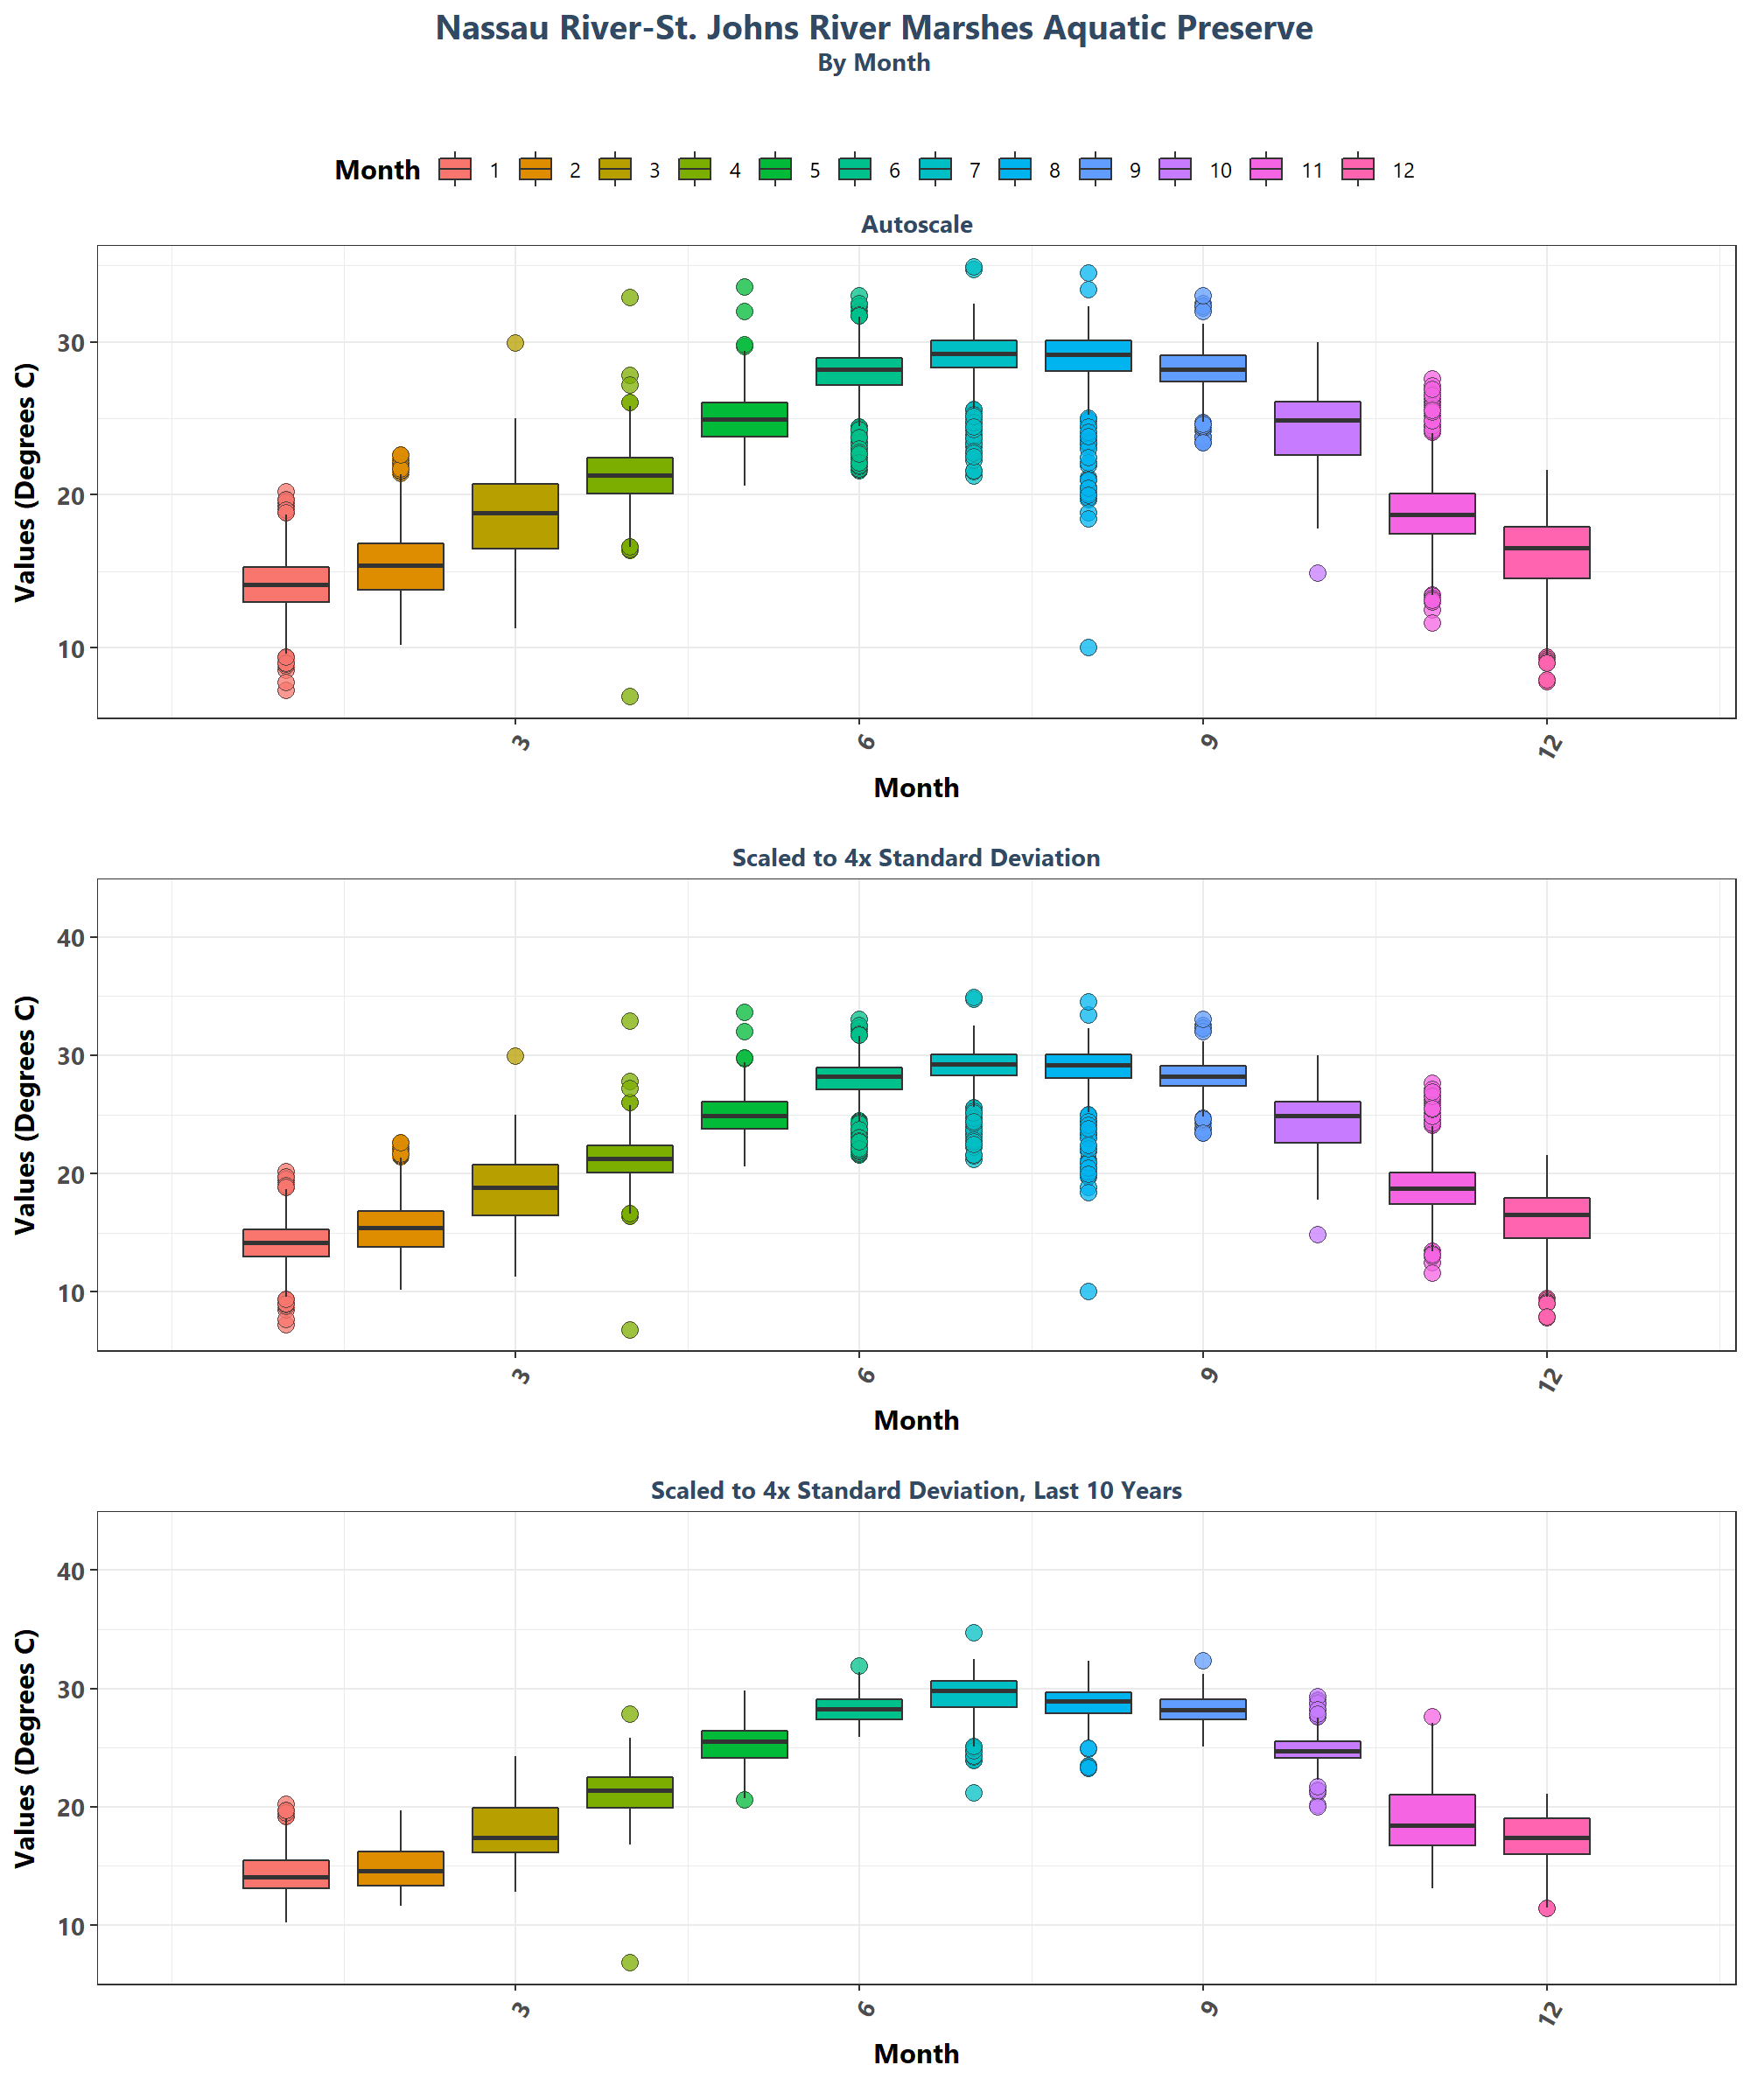 Nassau River-St. Johns River Marshes Aquatic Preserve
By Month
Month 1 2 3 4 5 6 7 8 9 10 11 12
Autoscale
Values (Degrees C)
30
20
10
3 6 9 12
Month
Scaled to 4x Standard Deviation
Values (Degrees C)
40
30
20
10
3 6 9 12
Month
Scaled to 4x Standard Deviation, Last 10 Years
Values (Degrees C)
40
30
20
10
3 6 9 12
Month